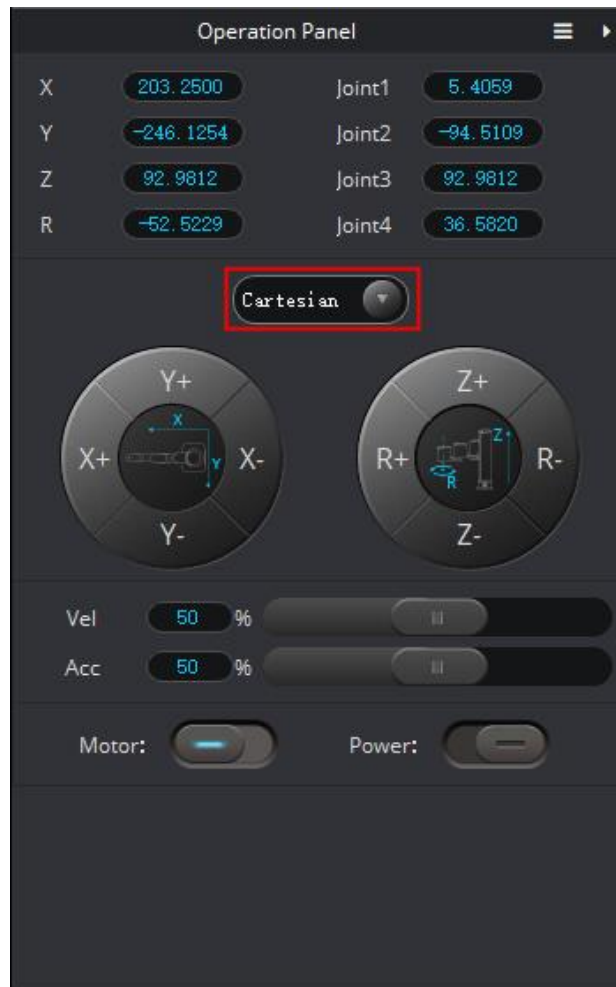 Operation Panel
X 203.2500 Joint1 5.4059
Y -246.1254 Joint2 -94.5109
Z 92.9812 Joint3 92.9812
R -52.5229 Joint4 36.5820
Cartesian
Y+ Z+
X
Z
X+ X- R+ R-
Y
R
Y- Z-
Vel 50 %
Acc 50 %
Motor: Power: